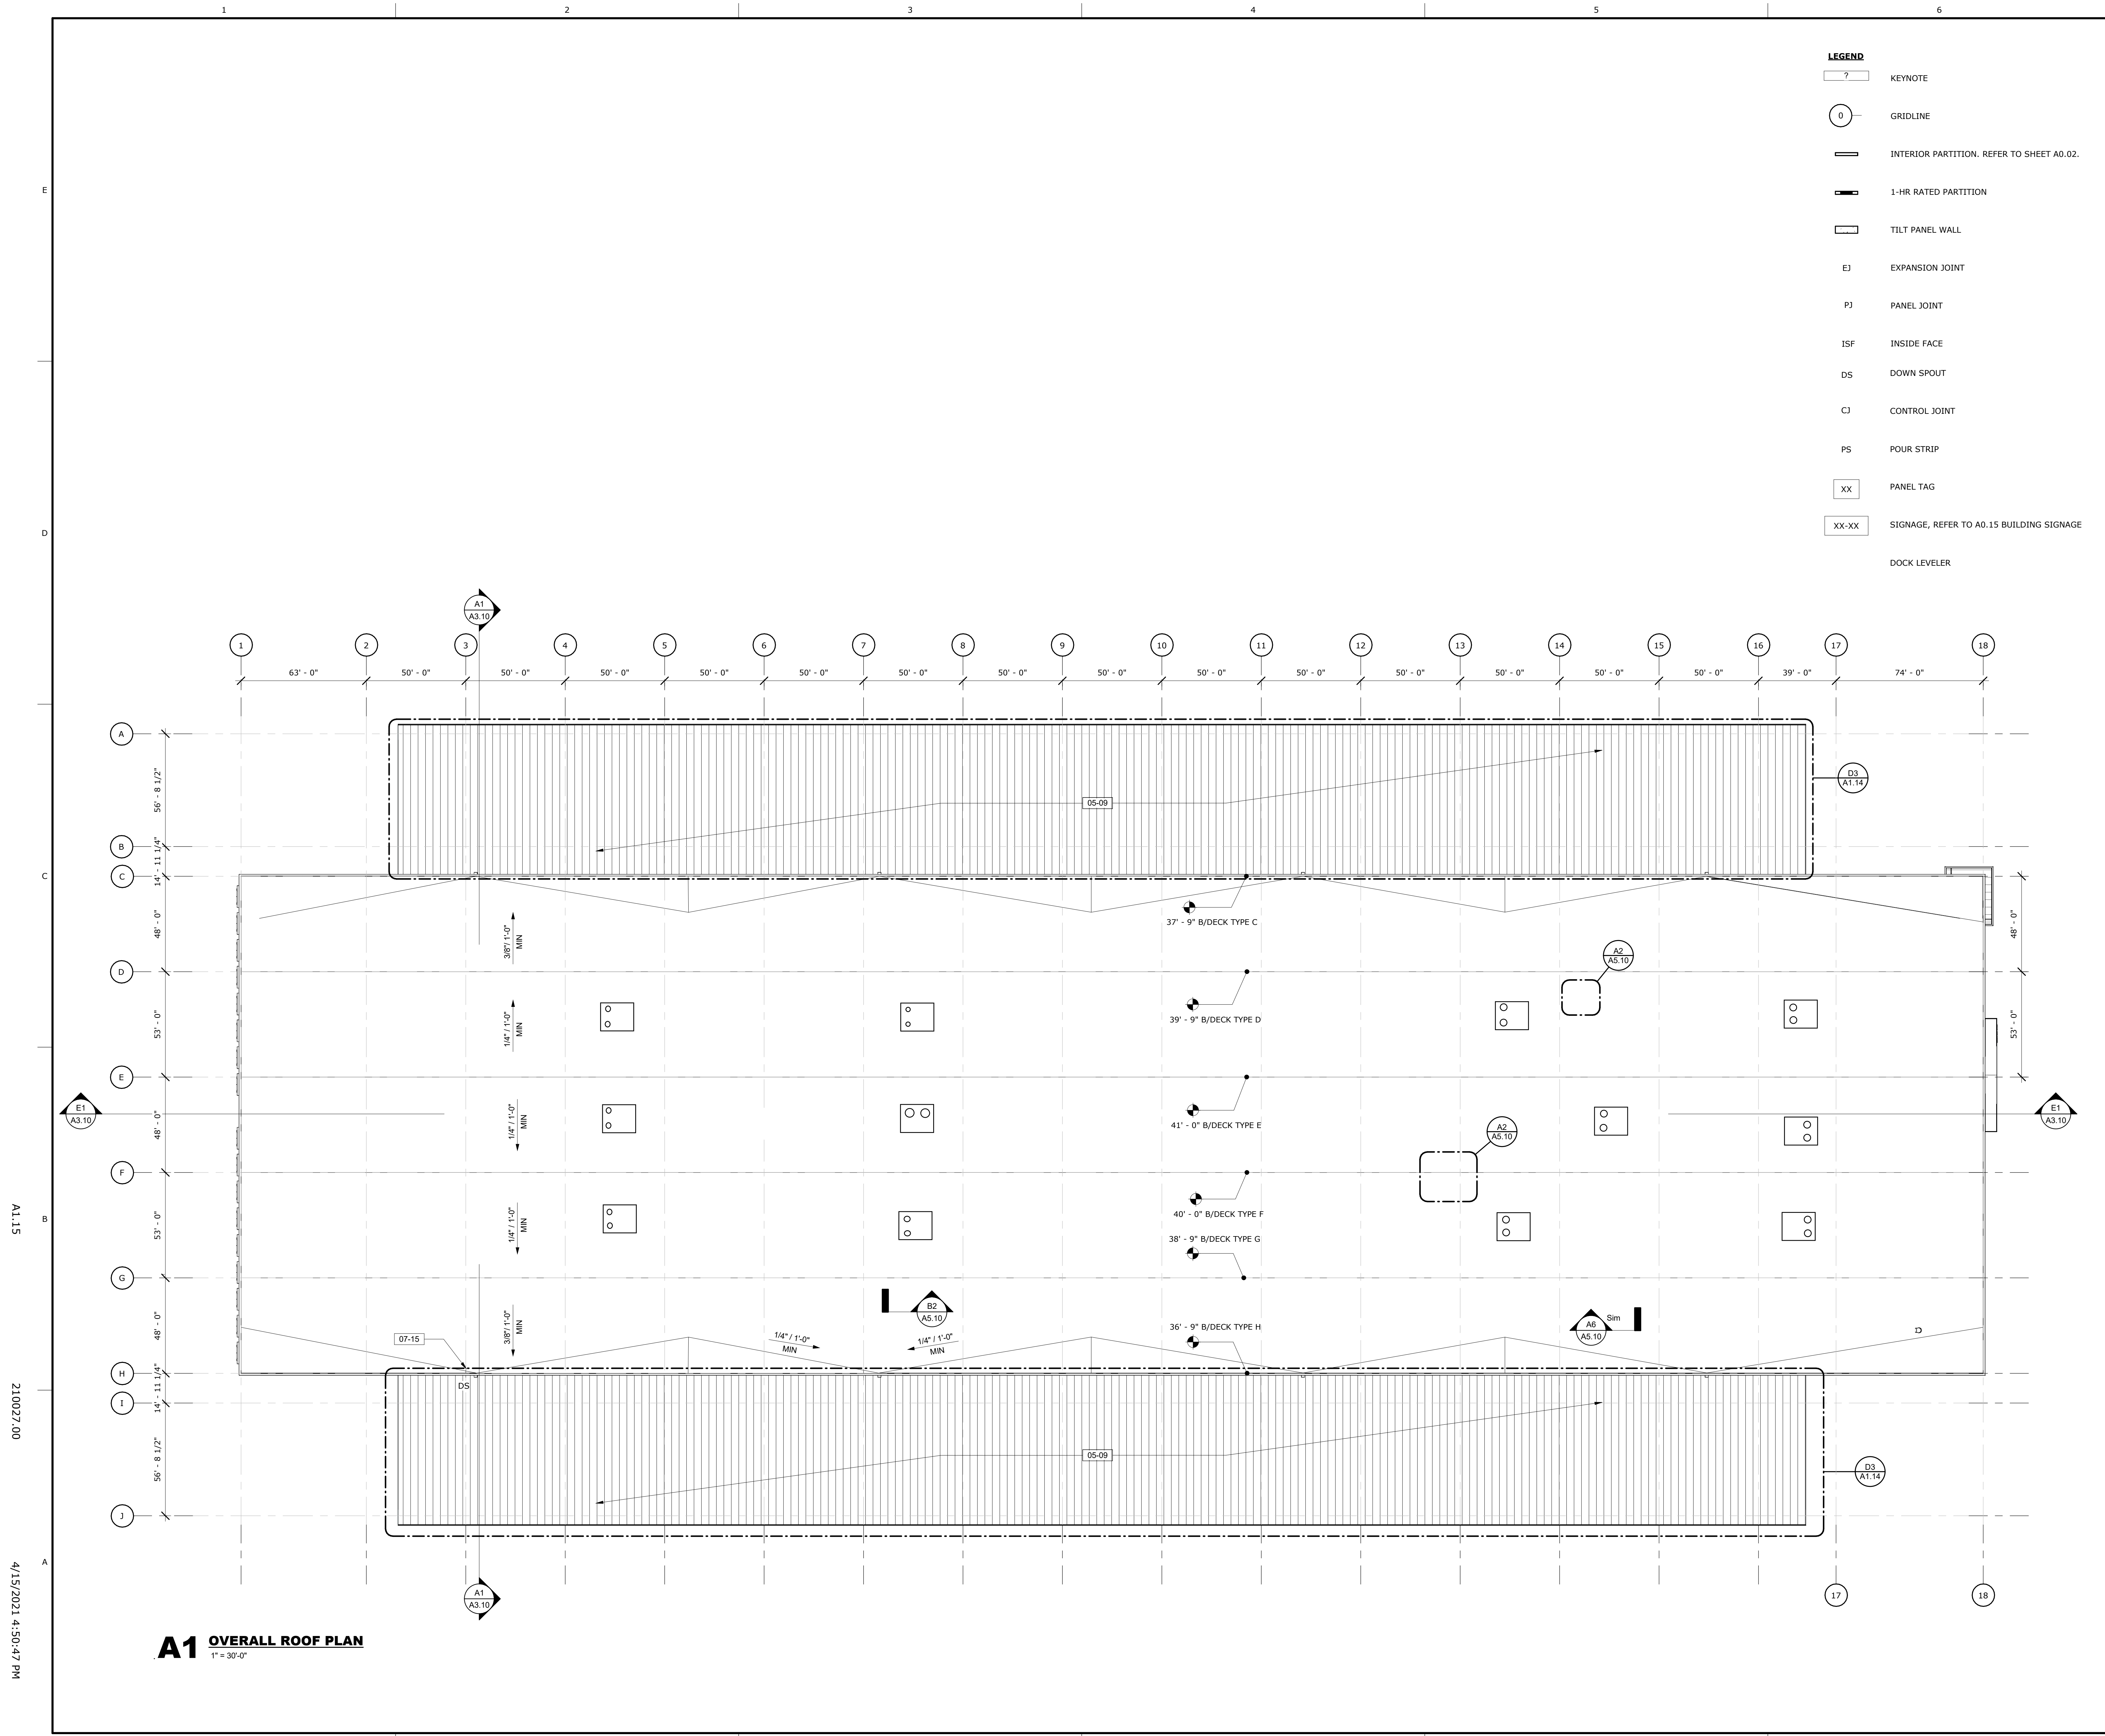 1 2 3 4 5 6
E
D
C
B
A
LEGEND
? KEYNOTE
0 GRIDLINE
INTERIOR PARTITION. REFER TO SHEET A0.02.
1-HR RATED PARTITION
TILT PANEL WALL
EJ EXPANSION JOINT
PJ PANEL JOINT
ISF INSIDE FACE
DS DOWN SPOUT
CJ CONTROL JOINT
PS POUR STRIP
XX PANEL TAG
XX-XX SIGNAGE, REFER TO A0.15 BUILDING SIGNAGE
DOCK LEVELER
A1
A3.10
1 2 3 4 5 6 7 8 9 10 11 12 13 14 15 16 17 18
63' - 0" 50' - 0" 50' - 0" 50' - 0" 50' - 0" 50' - 0" 50' - 0" 50' - 0" 50' - 0" 50' - 0" 50' - 0" 50' - 0" 50' - 0" 50' - 0" 50' - 0" 39' - 0" 74' - 0"
A
56' - 8 1/2"
D3
A1.14
05-09
B
14' - 11 1/4"
C
48' - 0"
48' - 0"
37' - 9" B/DECK TYPE C
3/8"/ 1'-0"
MIN
A2
A5.10
D
53' - 0"
53' - 0"
39' - 9" B/DECK TYPE D
1/4" / 1'-0"
MIN
E
E1
A3.10
48' - 0"
1/4" / 1'-0"
MIN
41' - 0" B/DECK TYPE E
A2
A5.10
E1
A3.10
F
53' - 0"
1/4" / 1'-0"
MIN
40' - 0" B/DECK TYPE F
38' - 9" B/DECK TYPE G
G
48' - 0"
B2
A5.10
A6
A5.10
Sim
3/8"/ 1'-0"
MIN
07-15
1/4" / 1'-0"
MIN
1/4" / 1'-0"
MIN
36' - 9" B/DECK TYPE H
H
14' - 11 1/4"
DS
I
56' - 8 1/2"
05-09
D3
A1.14
J
A1
A3.10
17 18
A1 OVERALL ROOF PLAN
1" = 30'-0"
A1.15
210027.00
4/15/2021 4:50:47 PM